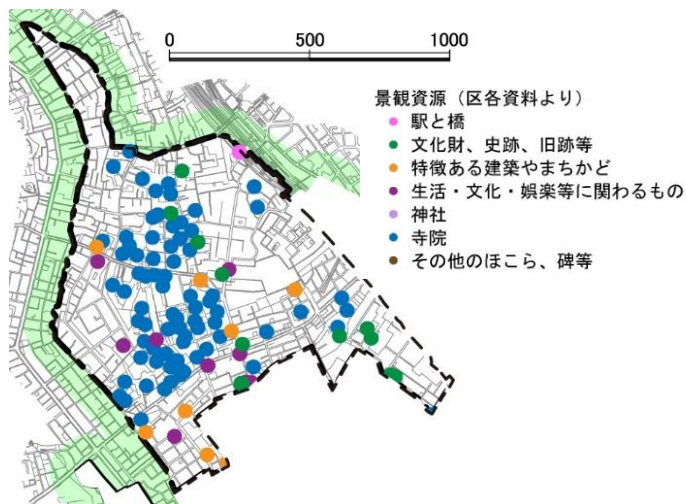 0 500 1000
景観資源（区各資料より）
駅と橋
文化財、史跡、旧跡等
特徴ある建築やまちかど
生活・文化・娯楽等に関わるもの
神社
寺院
その他のほこら、碑等